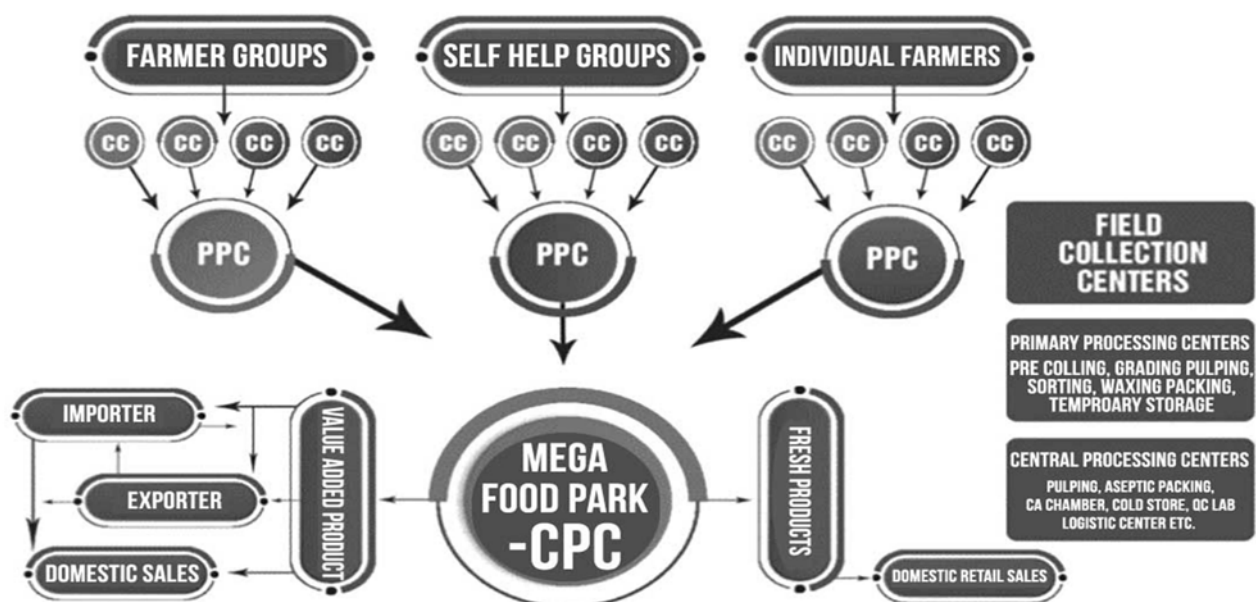 FARMER GROUPS
SELF HELP GROUPS
INDIVIDUAL FARMERS
CC CC CC CC
CC CC CC CC
CC CC CC CC
PPC
PPC
PPC
FIELD
COLLECTION
CENTERS
PRIMARY PROCESSING CENTERS
PRE COLLING, GRADING PULPING,
SORTING, WAXING PACKING,
TEMPROARY STORAGE
CENTRAL PROCESSING CENTERS
PULPING, ASEPTIC PACKING,
CA CHAMBER, COLD STORE, QC LAB
LOGISTIC CENTER ETC.
IMPORTER
EXPORTER
DOMESTIC SALES
VALUE ADDED PRODUCT
MEGA
FOOD PARK
-CPC
FRESH PRODUCTS
DOMESTIC RETAIL SALES